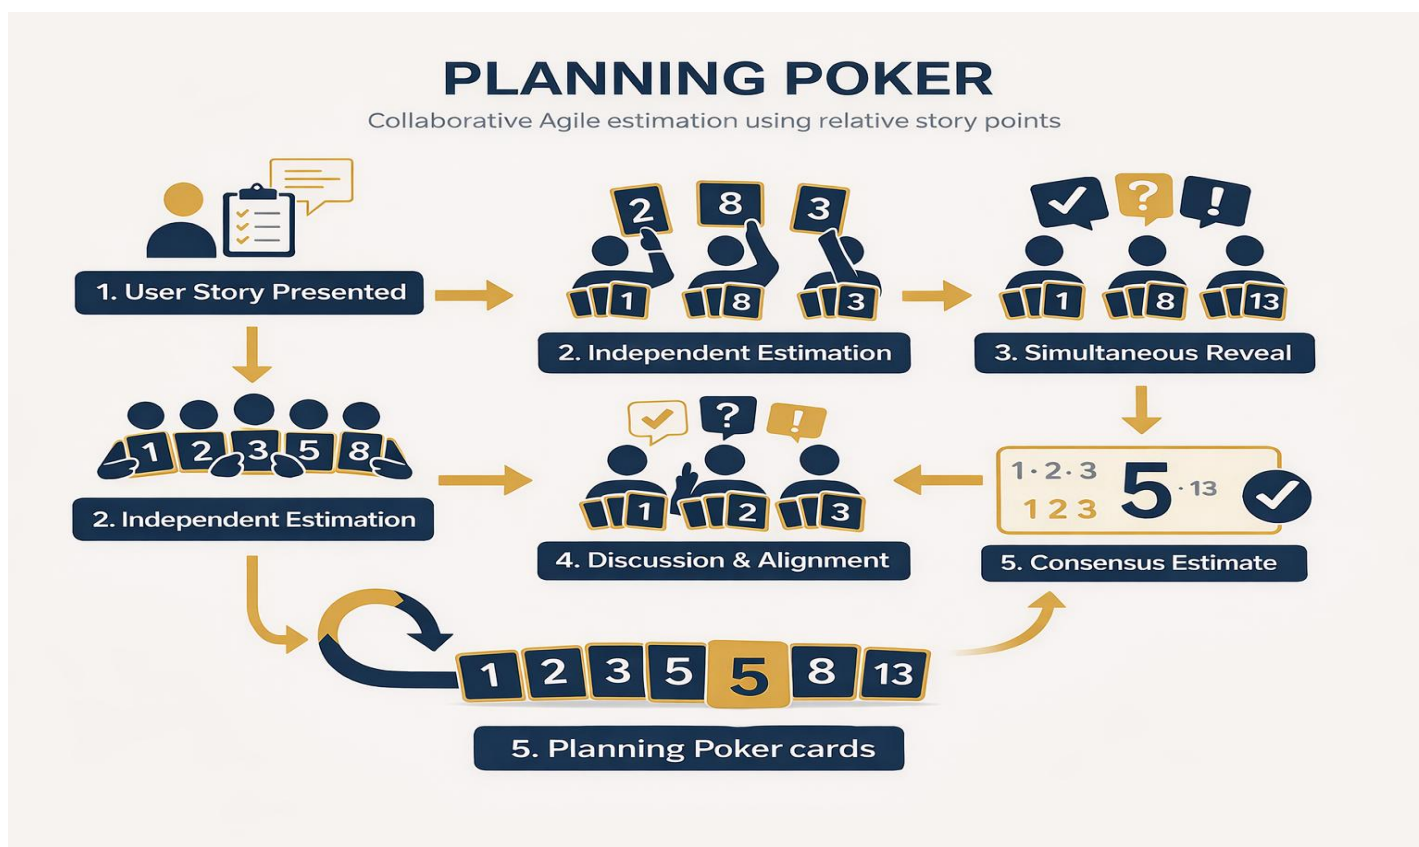 PLANNING POKER
Collaborative Agile estimation using relative story points
1. User Story Presented
2 8 3
1 8 3
2. Independent Estimation
✓ ? !
1 8 13
3. Simultaneous Reveal
1 2 3 5 8
2. Independent Estimation
✓ ? !
1 2 3
4. Discussion & Alignment
1·2·3 5 ·13
1 2 3
5. Consensus Estimate
1 2 3 5 5 8 13
5. Planning Poker cards